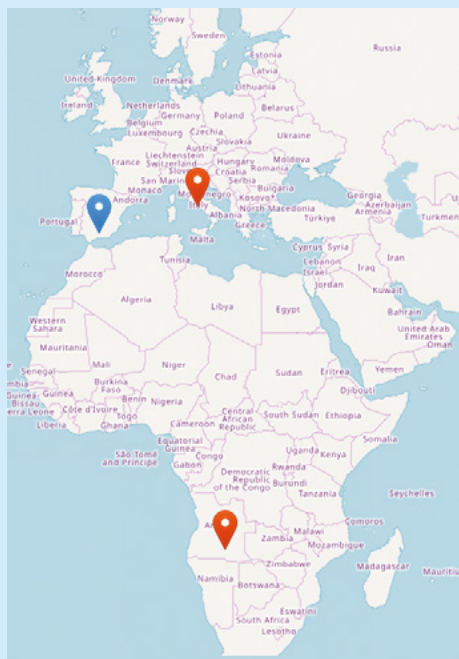 Norway
Sweden
Russia
Estonia
Latvia
Lithuania
United Kingdom
Denmark
Ireland
Netherlands
Belarus
Germany
Poland
Belgium
Luxembourg
Czechia
Ukraine
Slovakia
Austria
Liechtenstein
Moldova
France
Switzerland
Hungary
Croatia
Romania
San Marino
Serbia
Monaco
Bulgaria
Andorra
Kosovo
Georgia
Italy
North Macedonia
Azerbaijan
Portugal
Albania
Armenia
Greece
Türkiye
Turkmen
Malta
Cyprus
Syria
Tunisia
Lebanon
Iran
Israel
Iraq
Morocco
Jordan
Kuwait
Algeria
Libya
Egypt
Bahrain
Western
Sahara
United Arab
Emirates
Oman
Mauritania
Mali
Niger
Chad
Sudan
Eritrea
Yemen
Senegal
Burkina
Faso
Djibouti
Guinea-
Bissau
Guinea
Benin
Nigeria
Togo
Côte d'Ivoire
Ghana
Central
African
Republic
South Sudan
Ethiopia
Liberia
Cameroon
Equatorial
Guinea
Somalia
São Tomé
and Príncipe
Gabon
Congo
Uganda
Kenya
Democratic
Republic
of the Congo
Rwanda
Burundi
Tanzania
Seychelles
Comoros
Malawi
Zambia
Mozambique
Zimbabwe
Madagascar
Namibia
Botswana
Eswatini
South Africa
Lesotho